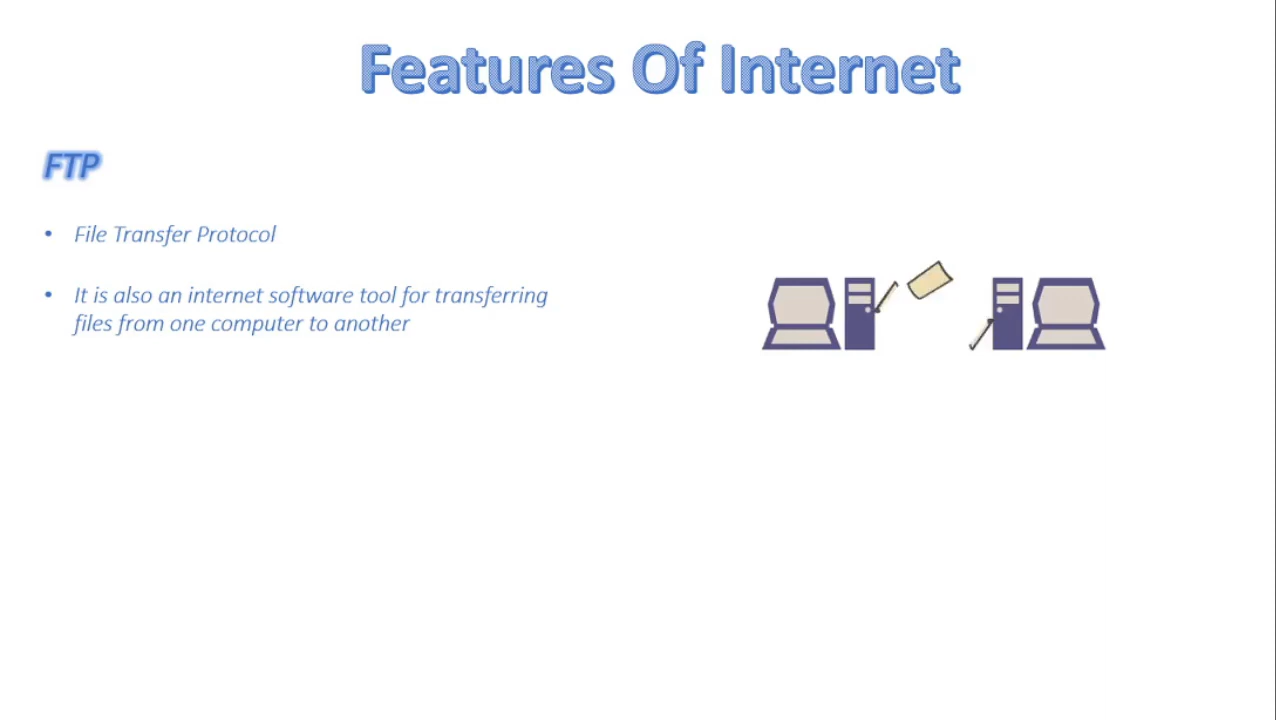 Features Of Internet
FTP
• File Transfer Protocol
• It is also an internet software tool for transferring
files from one computer to another